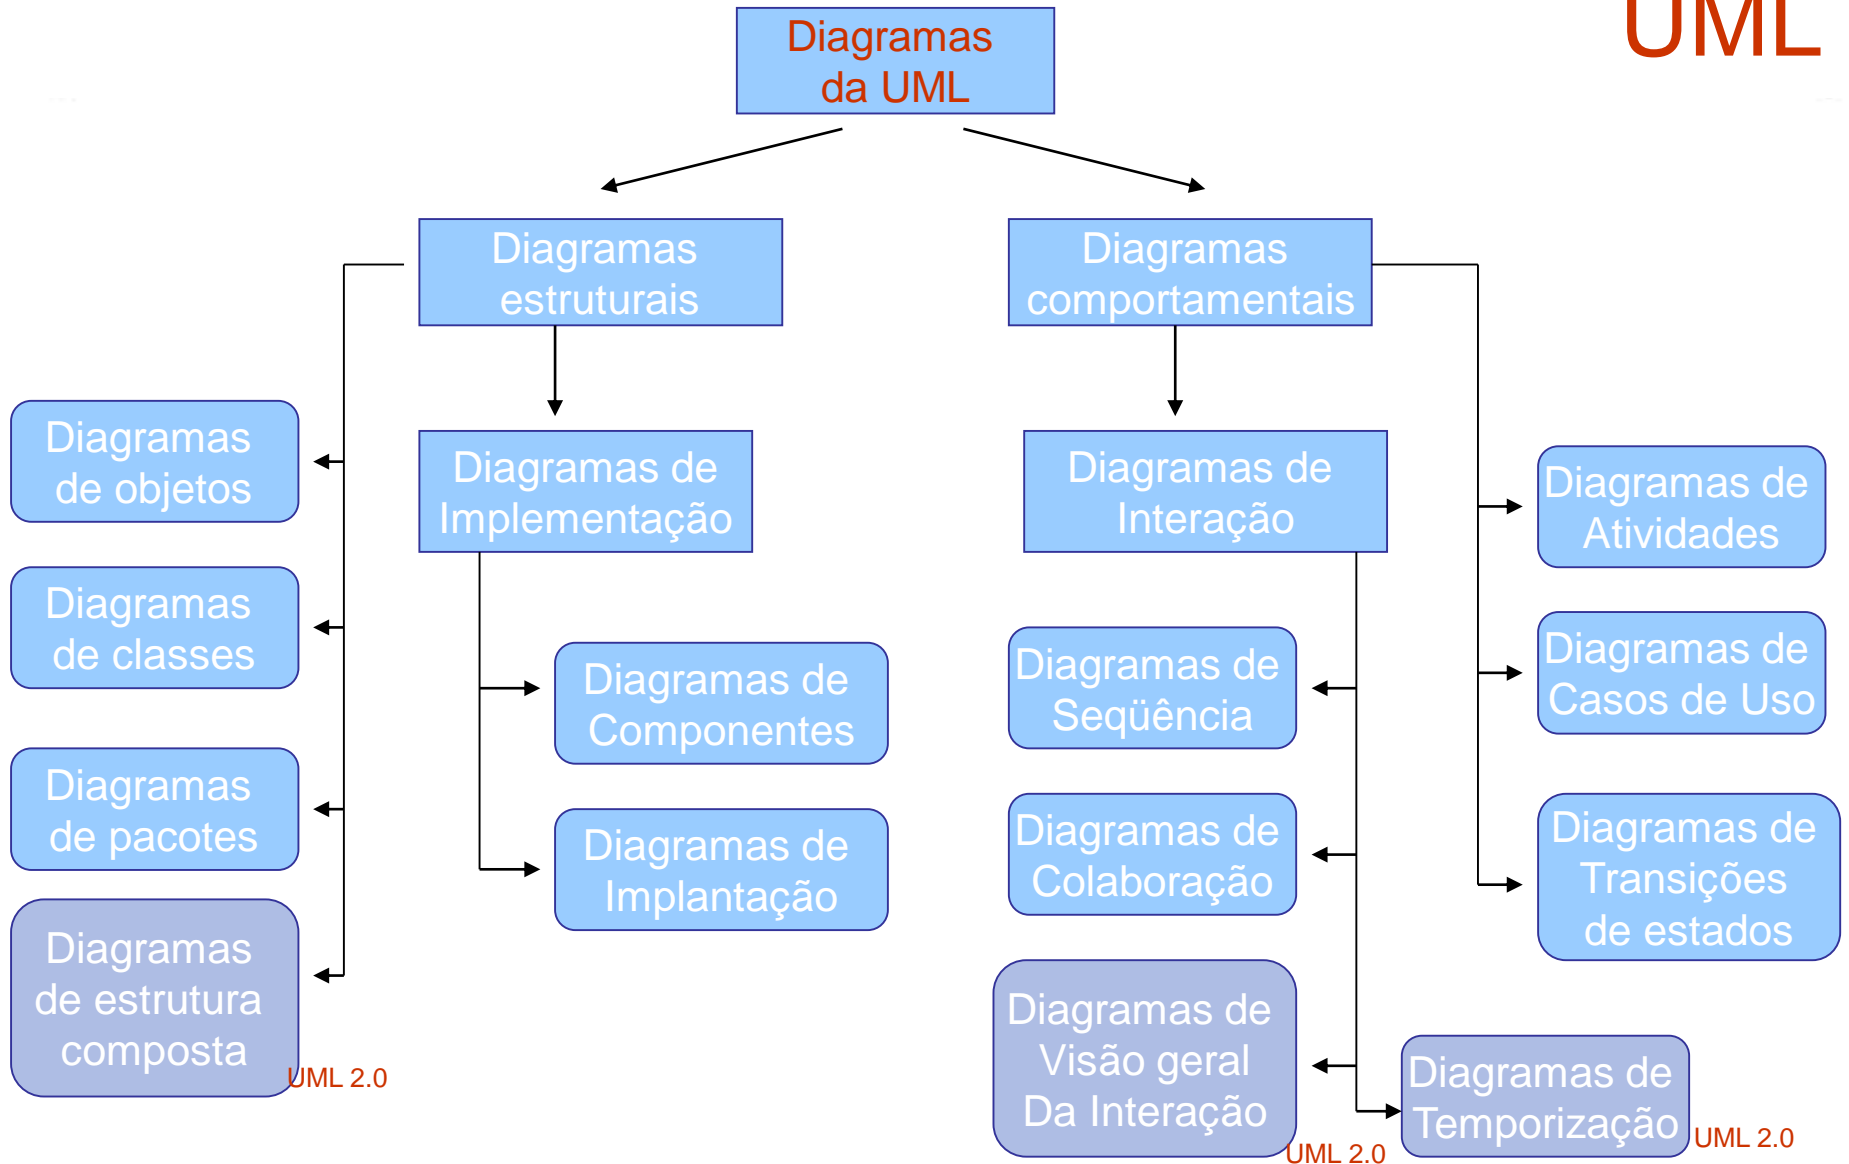 UML
Diagramas
da UML
Diagramas
estruturais
Diagramas
comportamentais
Diagramas
de objetos
Diagramas de
Implementação
Diagramas de
Interação
Diagramas de
Atividades
Diagramas
de classes
Diagramas de
Componentes
Diagramas de
Seqüência
Diagramas de
Casos de Uso
Diagramas
de pacotes
Diagramas de
Implantação
Diagramas de
Colaboração
Diagramas de
Transições
de estados
Diagramas
de estrutura
composta
UML 2.0
Diagramas de
Visão geral
Da Interação
UML 2.0
Diagramas de
Temporização
UML 2.0